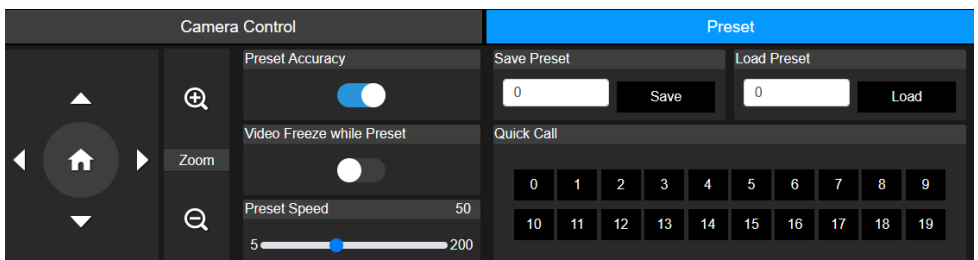 Camera Control
Preset
Preset Accuracy
Save Preset
Load Preset
0
Save
0
Load
Video Freeze while Preset
Quick Call
Zoom
0 1 2 3 4 5 6 7 8 9
Preset Speed 50
10 11 12 13 14 15 16 17 18 19
5 200